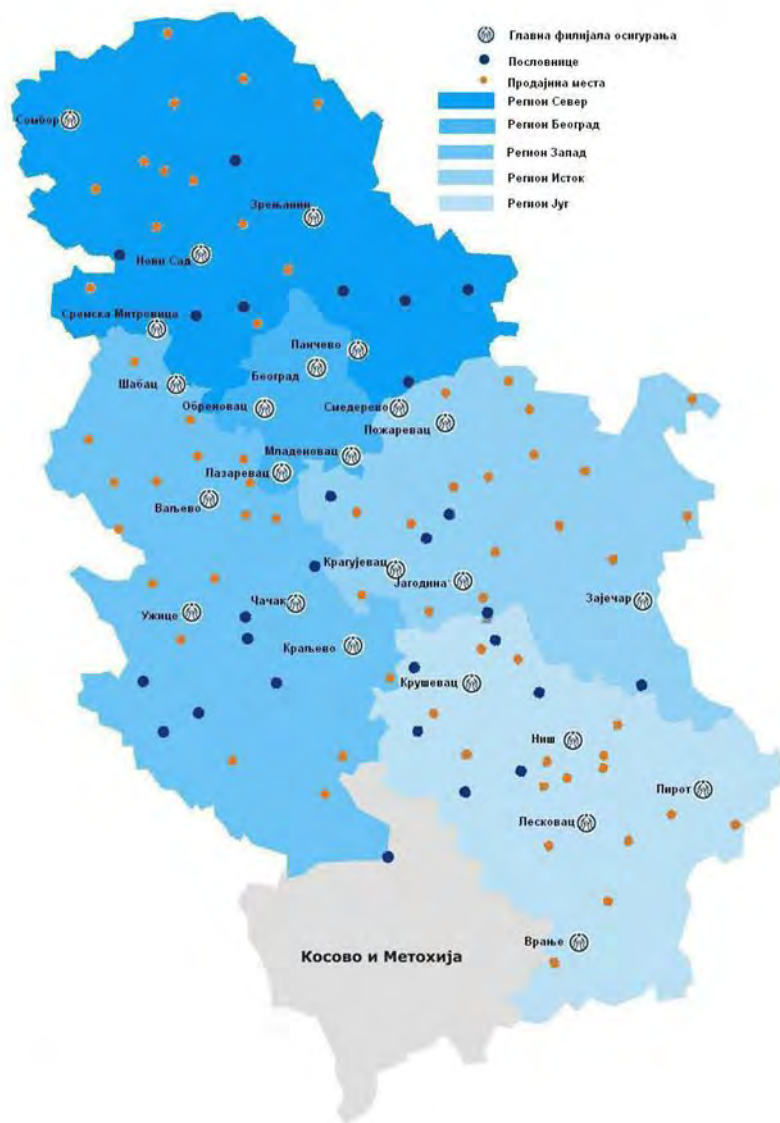 Главна филијала осигурања
Пословнице
Продајина места
Регион Север
Регион Београд
Регион Запад
Регион Исток
Регион Југ
Сомбор
Зрењанин
Нови Сад
Сремска Митровица
Панчево
Београд
Шабац
Обреновац
Смедерево
Пожаревац
Младеновац
Лазаревац
Ваљево
Крагујевац
Јагодина
Зајечар
Чачак
Ужице
Краљево
Крушевац
Ниш
Пирот
Лесковац
Врање
Косово и Метохија